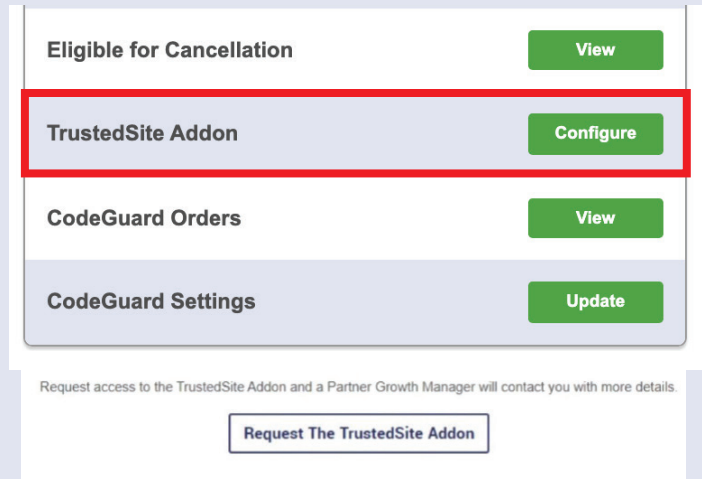 Eligible for Cancellation View
TrustedSite Addon Configure
CodeGuard Orders View
CodeGuard Settings Update
Request access to the TrustedSite Addon and a Partner Growth Manager will contact you with more details.
Request The TrustedSite Addon